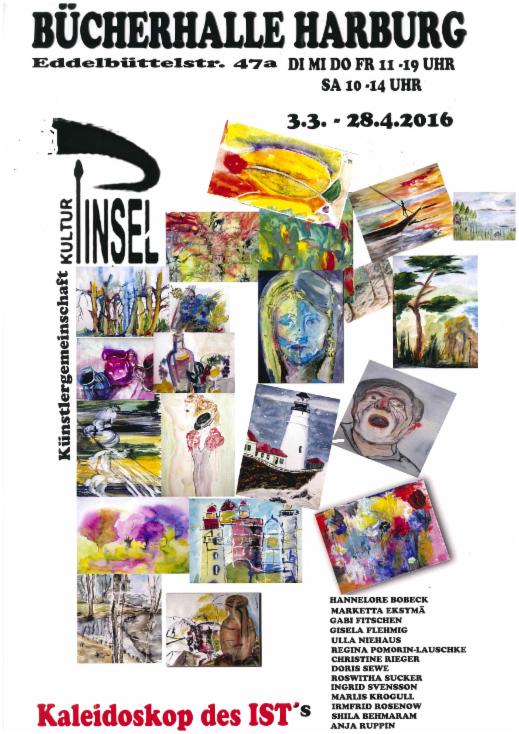 BÜCHERHALLE HARBURG
Eddelbüttelstr. 47a DI MI DO FR 11 -19 UHR
SA 10 -14 UHR
3.3. - 28.4.2016
Künstlergemeinschaft KULTUR PINSEL
HANNELORE BOBECK
MARKETTA EKSYMÄ
GABI FITSCHEN
GISELA FLEHMIG
ULLA NIEHAUS
REGINA POMORIN-LAUSCHKE
CHRISTINE RIEGER
DORIS SEWE
ROSWITHA SUCKER
INGRID SVENSSON
MARLIS KROGULL
IRMFRID ROSENOW
SHILA BEHMARAM
ANJA RUPPIN
Kaleidoskop des IST´s